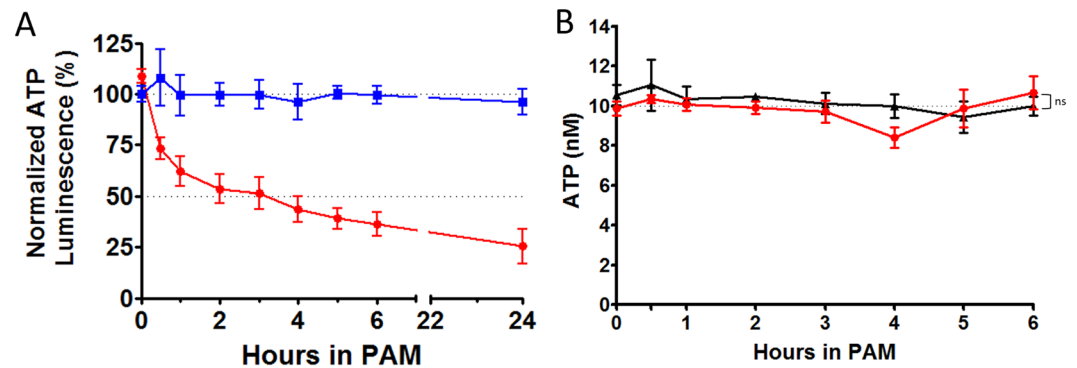 A
Normalized ATP
Luminescence (%)
125
100
75
50
25
0
0 2 4 6 22 24
Hours in PAM
B
ATP (nM)
14
12
10
8
6
4
2
0
0 1 2 3 4 5 6
Hours in PAM
ns